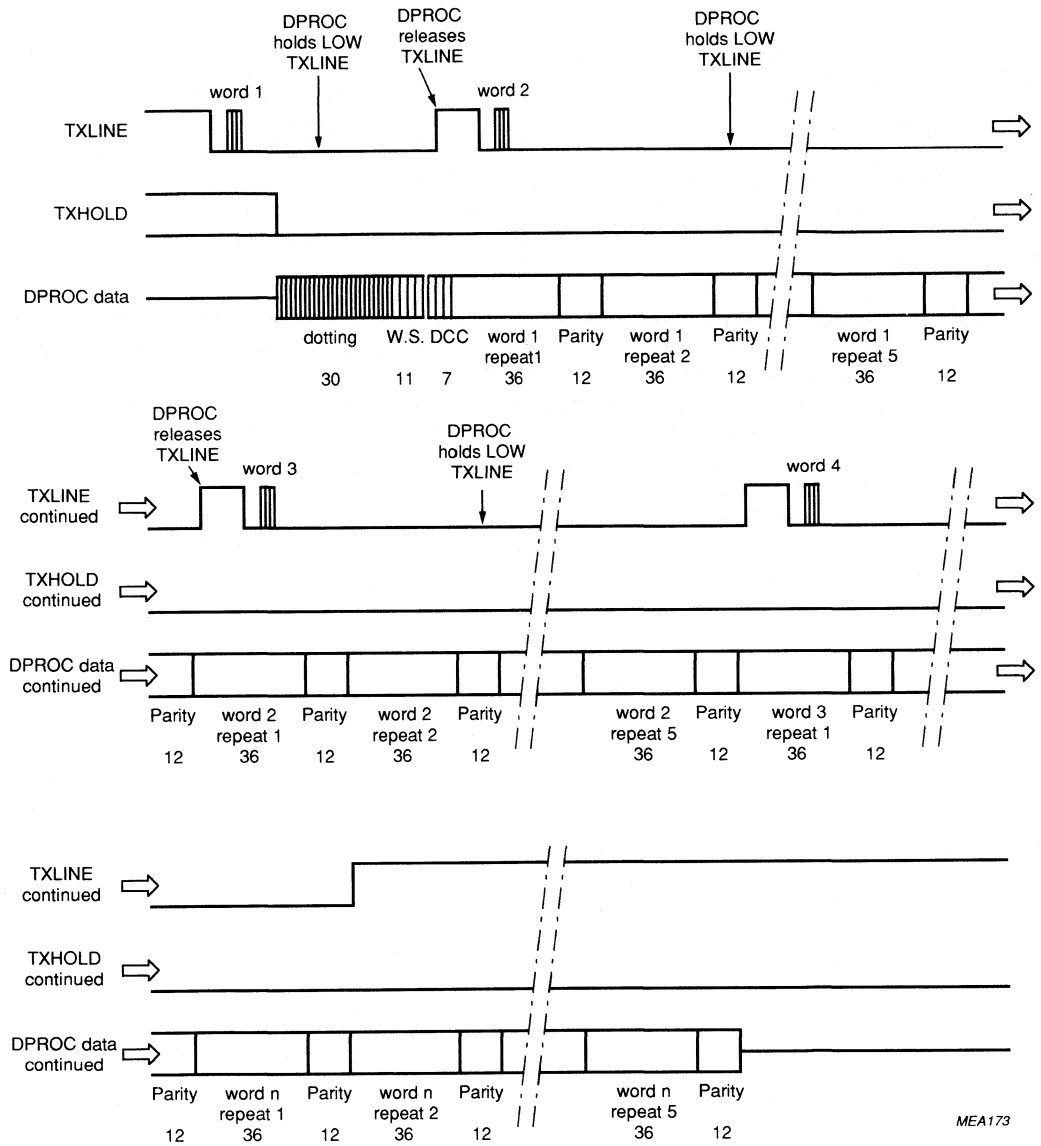 DPROC
holds LOW
TXLINE
DPROC
releases
TXLINE
DPROC
holds LOW
TXLINE
word 1
word 2
TXLINE
TXHOLD
DPROC data
dotting W.S. DCC word 1 Parity word 1 Parity word 1 Parity
repeat1 repeat 2 repeat 5
30 11 7 36 12 36 12 36 12
DPROC
releases
TXLINE
DPROC
holds LOW
TXLINE
word 3
word 4
TXLINE
continued
TXHOLD
continued
DPROC data
continued
Parity word 2 Parity word 2 Parity word 2 Parity word 3 Parity
repeat 1 repeat 2 repeat 5 repeat 1
12 36 12 36 12 36 12 36 12
TXLINE
continued
TXHOLD
continued
DPROC data
continued
Parity word n Parity word n Parity word n Parity
repeat 1 repeat 2 repeat 5
12 36 12 36 12 36 12
MEA173